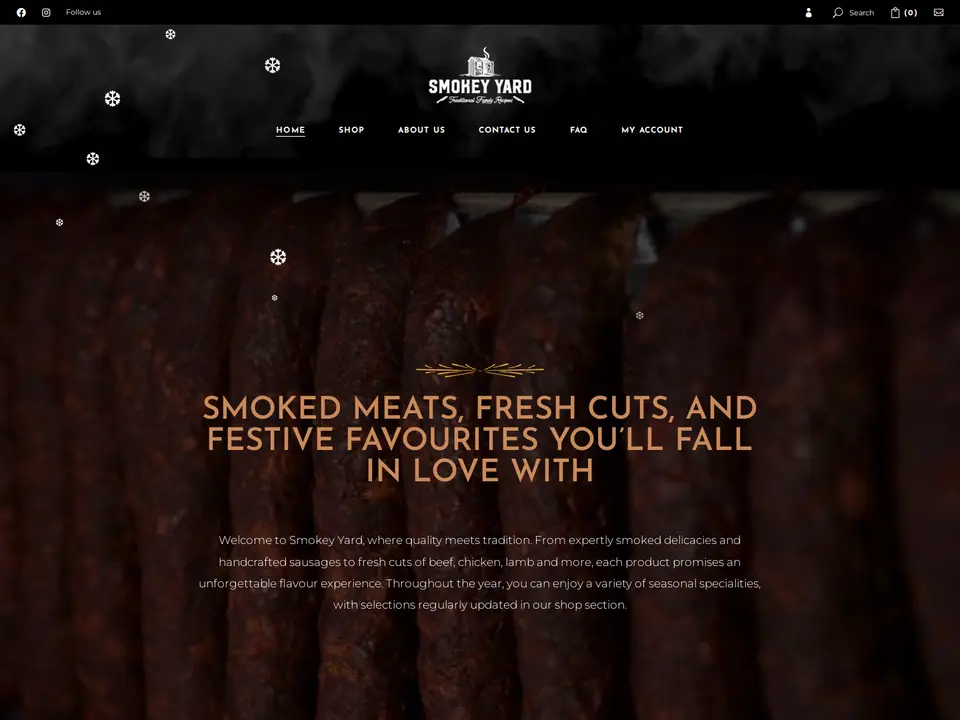 Follow us
Search
(0)
SMOKEY YARD
Traditional Family Recipes
HOME
SHOP
ABOUT US
CONTACT US
FAQ
MY ACCOUNT
SMOKED MEATS, FRESH CUTS, AND
FESTIVE FAVOURITES YOU’LL FALL
IN LOVE WITH
Welcome to Smokey Yard, where quality meets tradition. From expertly smoked delicacies and
handcrafted sausages to fresh cuts of beef, chicken, lamb and more, each product promises an
unforgettable flavour experience. Throughout the year, you can enjoy a variety of seasonal specialities,
with selections regularly updated in our shop section.